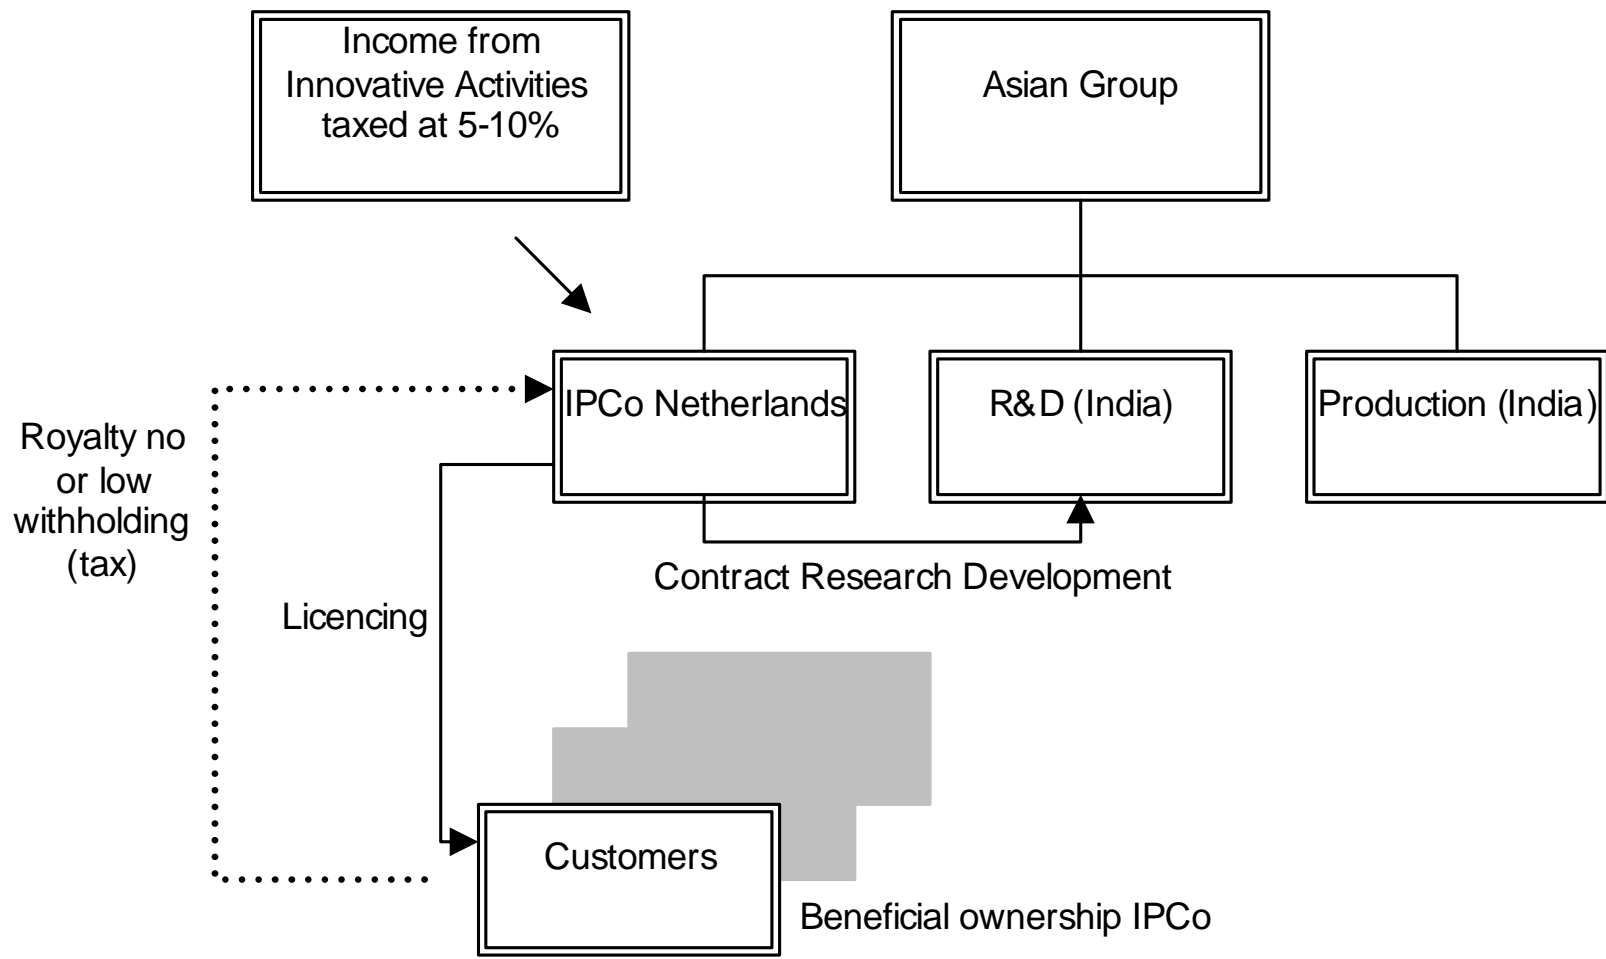 Income from
Innovative Activities
taxed at 5-10%
Asian Group
IPCo Netherlands
R&D (India)
Production (India)
Royalty no
or low
withholding
(tax)
Contract Research Development
Licencing
Customers
Beneficial ownership IPCo